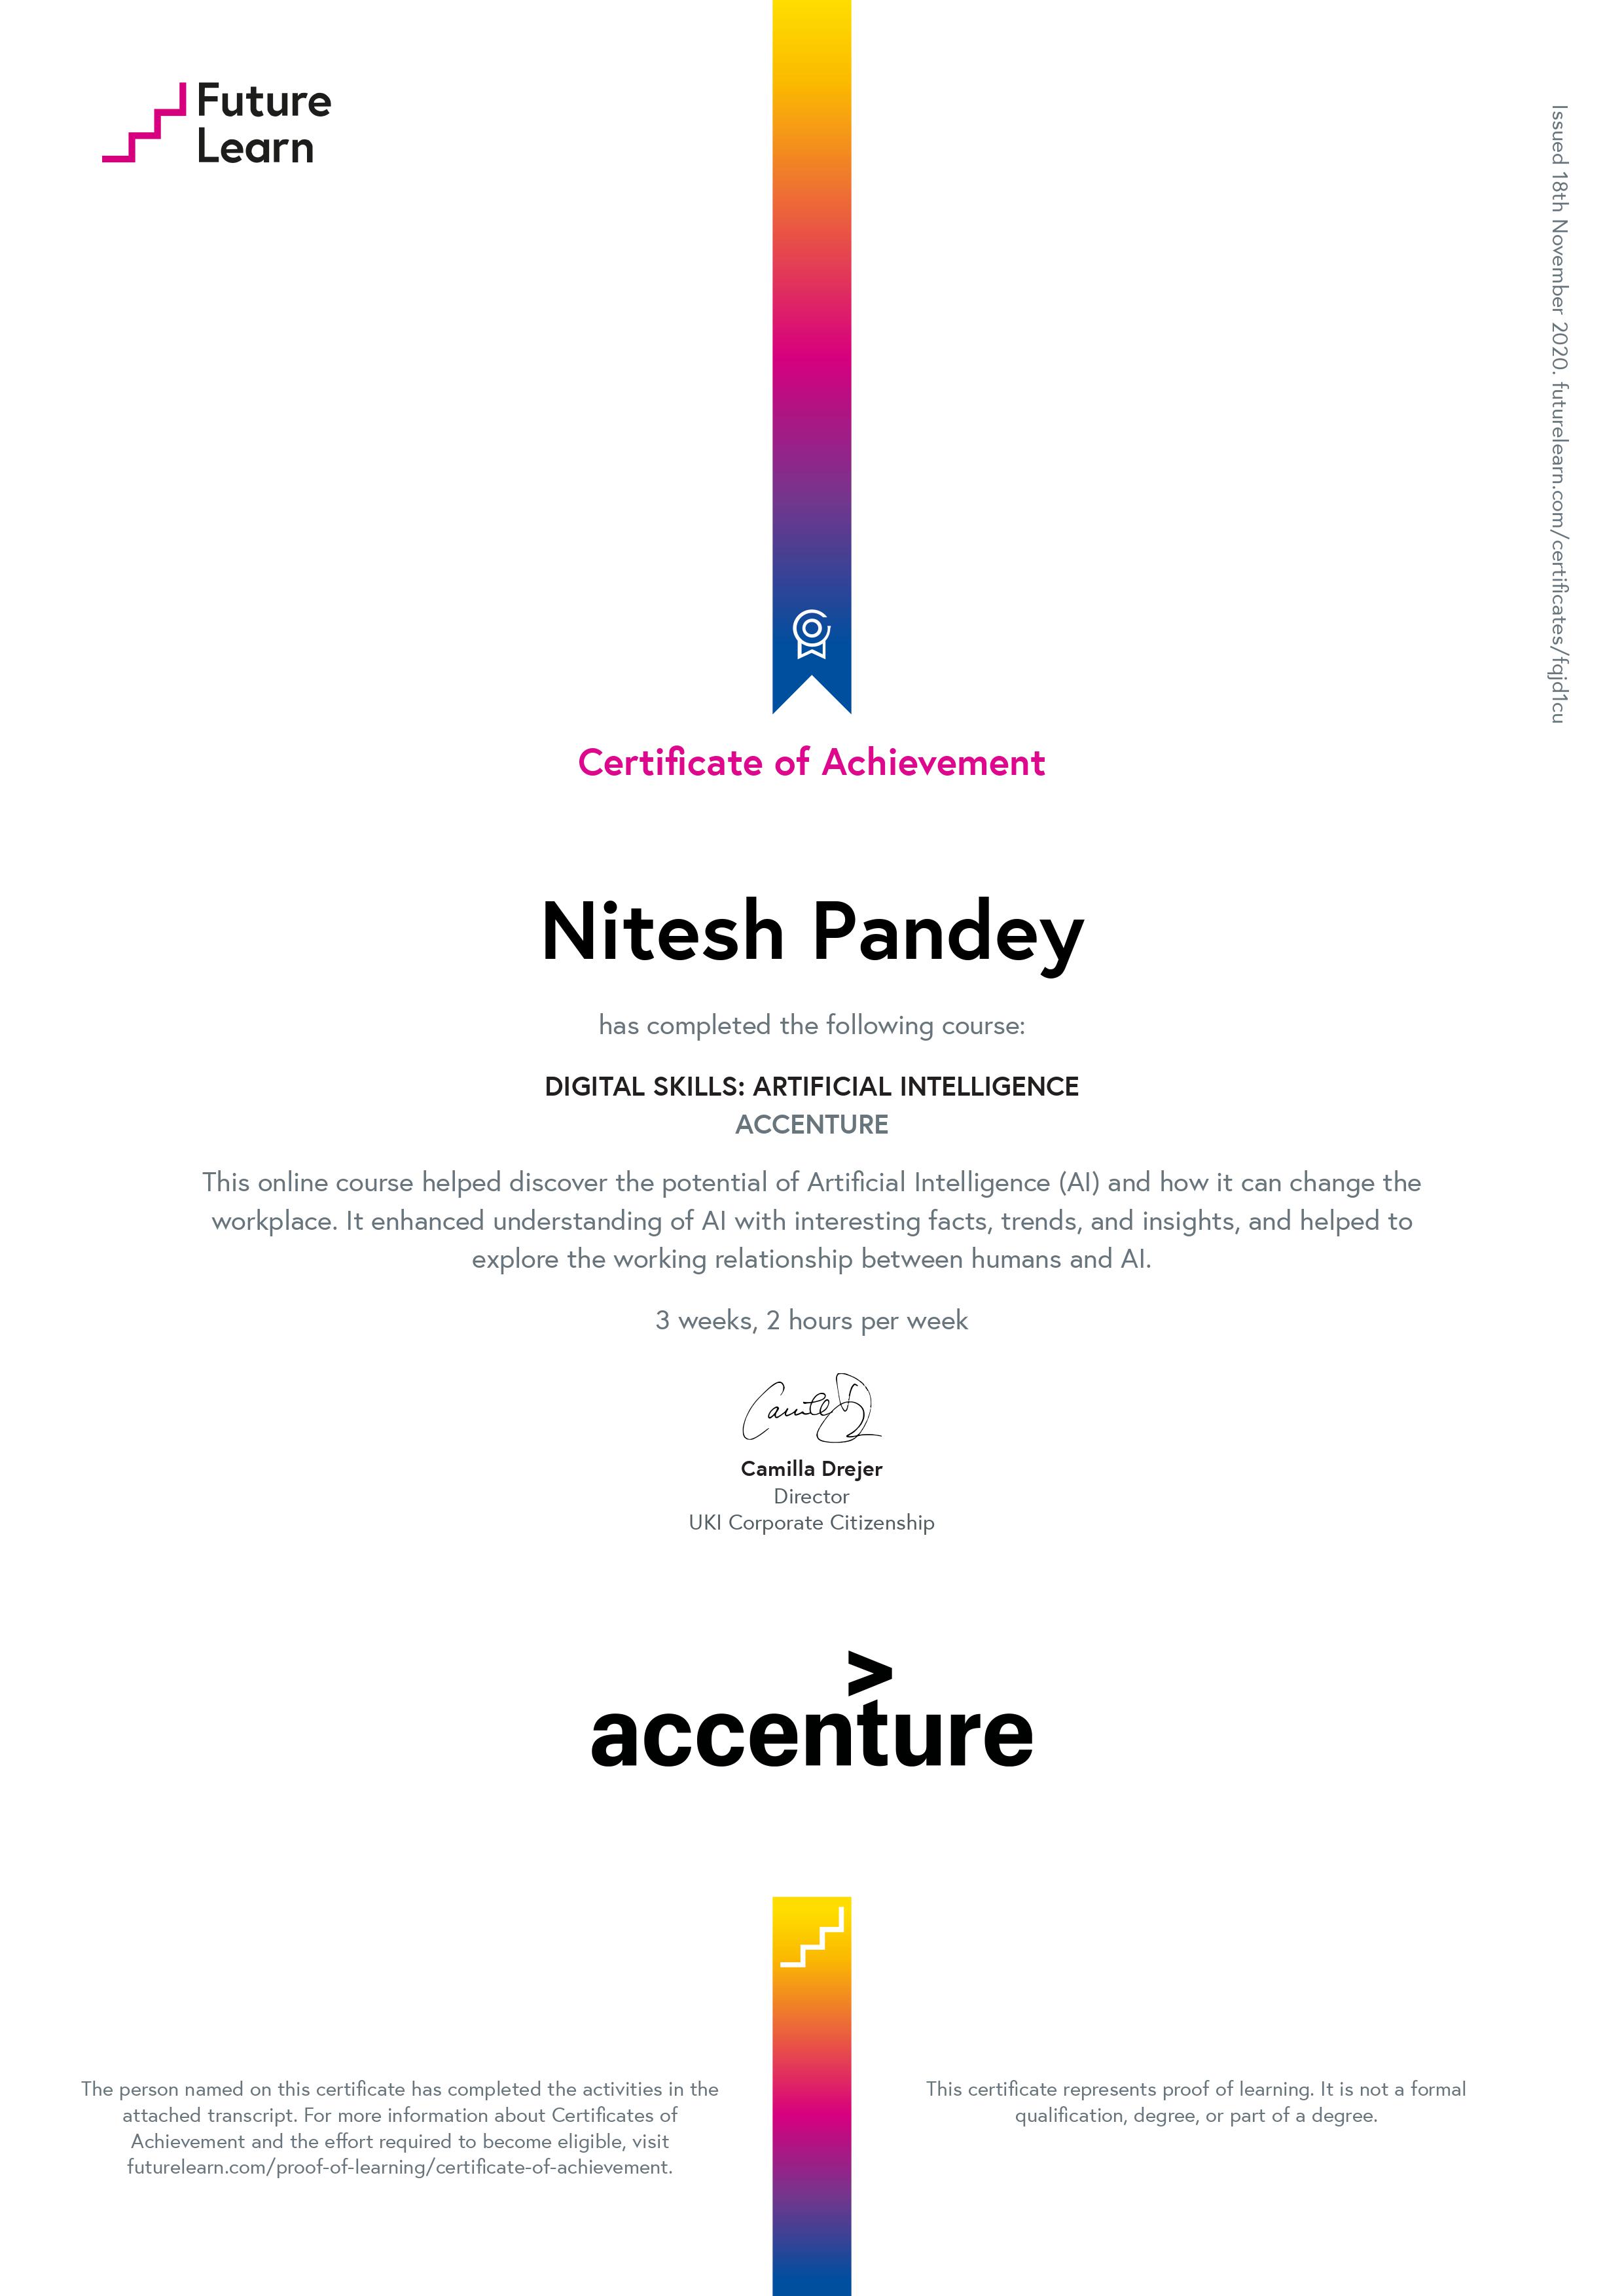 Future
Learn
Issued 18th November 2020. futurelearn.com/certificates/fqjd1cu
Certificate of Achievement
Nitesh Pandey
has completed the following course:
DIGITAL SKILLS: ARTIFICIAL INTELLIGENCE
ACCENTURE
This online course helped discover the potential of Artificial Intelligence (AI) and how it can change the
workplace. It enhanced understanding of AI with interesting facts, trends, and insights, and helped to
explore the working relationship between humans and AI.
3 weeks, 2 hours per week
Camilla Drejer
Director
UKI Corporate Citizenship
accenture
The person named on this certificate has completed the activities in the
attached transcript. For more information about Certificates of
Achievement and the effort required to become eligible, visit
futurelearn.com/proof-of-learning/certificate-of-achievement.
This certificate represents proof of learning. It is not a formal
qualification, degree, or part of a degree.